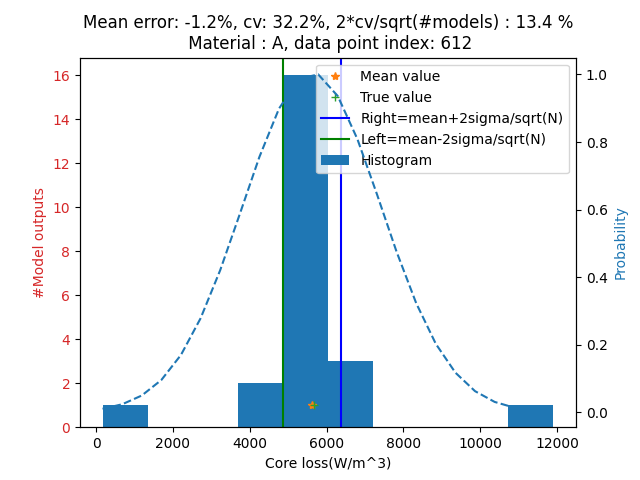 Mean error: -1.2%, cv: 32.2%, 2*cv/sqrt(#models) : 13.4 %
Material : A, data point index: 612
Mean value
True value
Right=mean+2sigma/sqrt(N)
Left=mean-2sigma/sqrt(N)
Histogram
#Model outputs
16
14
12
10
8
6
4
2
0
1.0
0.8
0.6
0.4
0.2
0.0
Probability
0
2000
4000
6000
8000
10000
12000
Core loss(W/m^3)